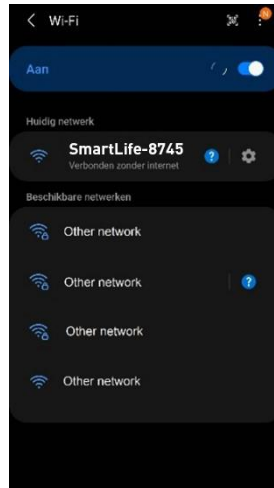 Wi-Fi
Aan
Huidig netwerk
SmartLife-8745
Verbonden zonder internet
Beschikbare netwerken
Other network
Other network
Other network
Other network